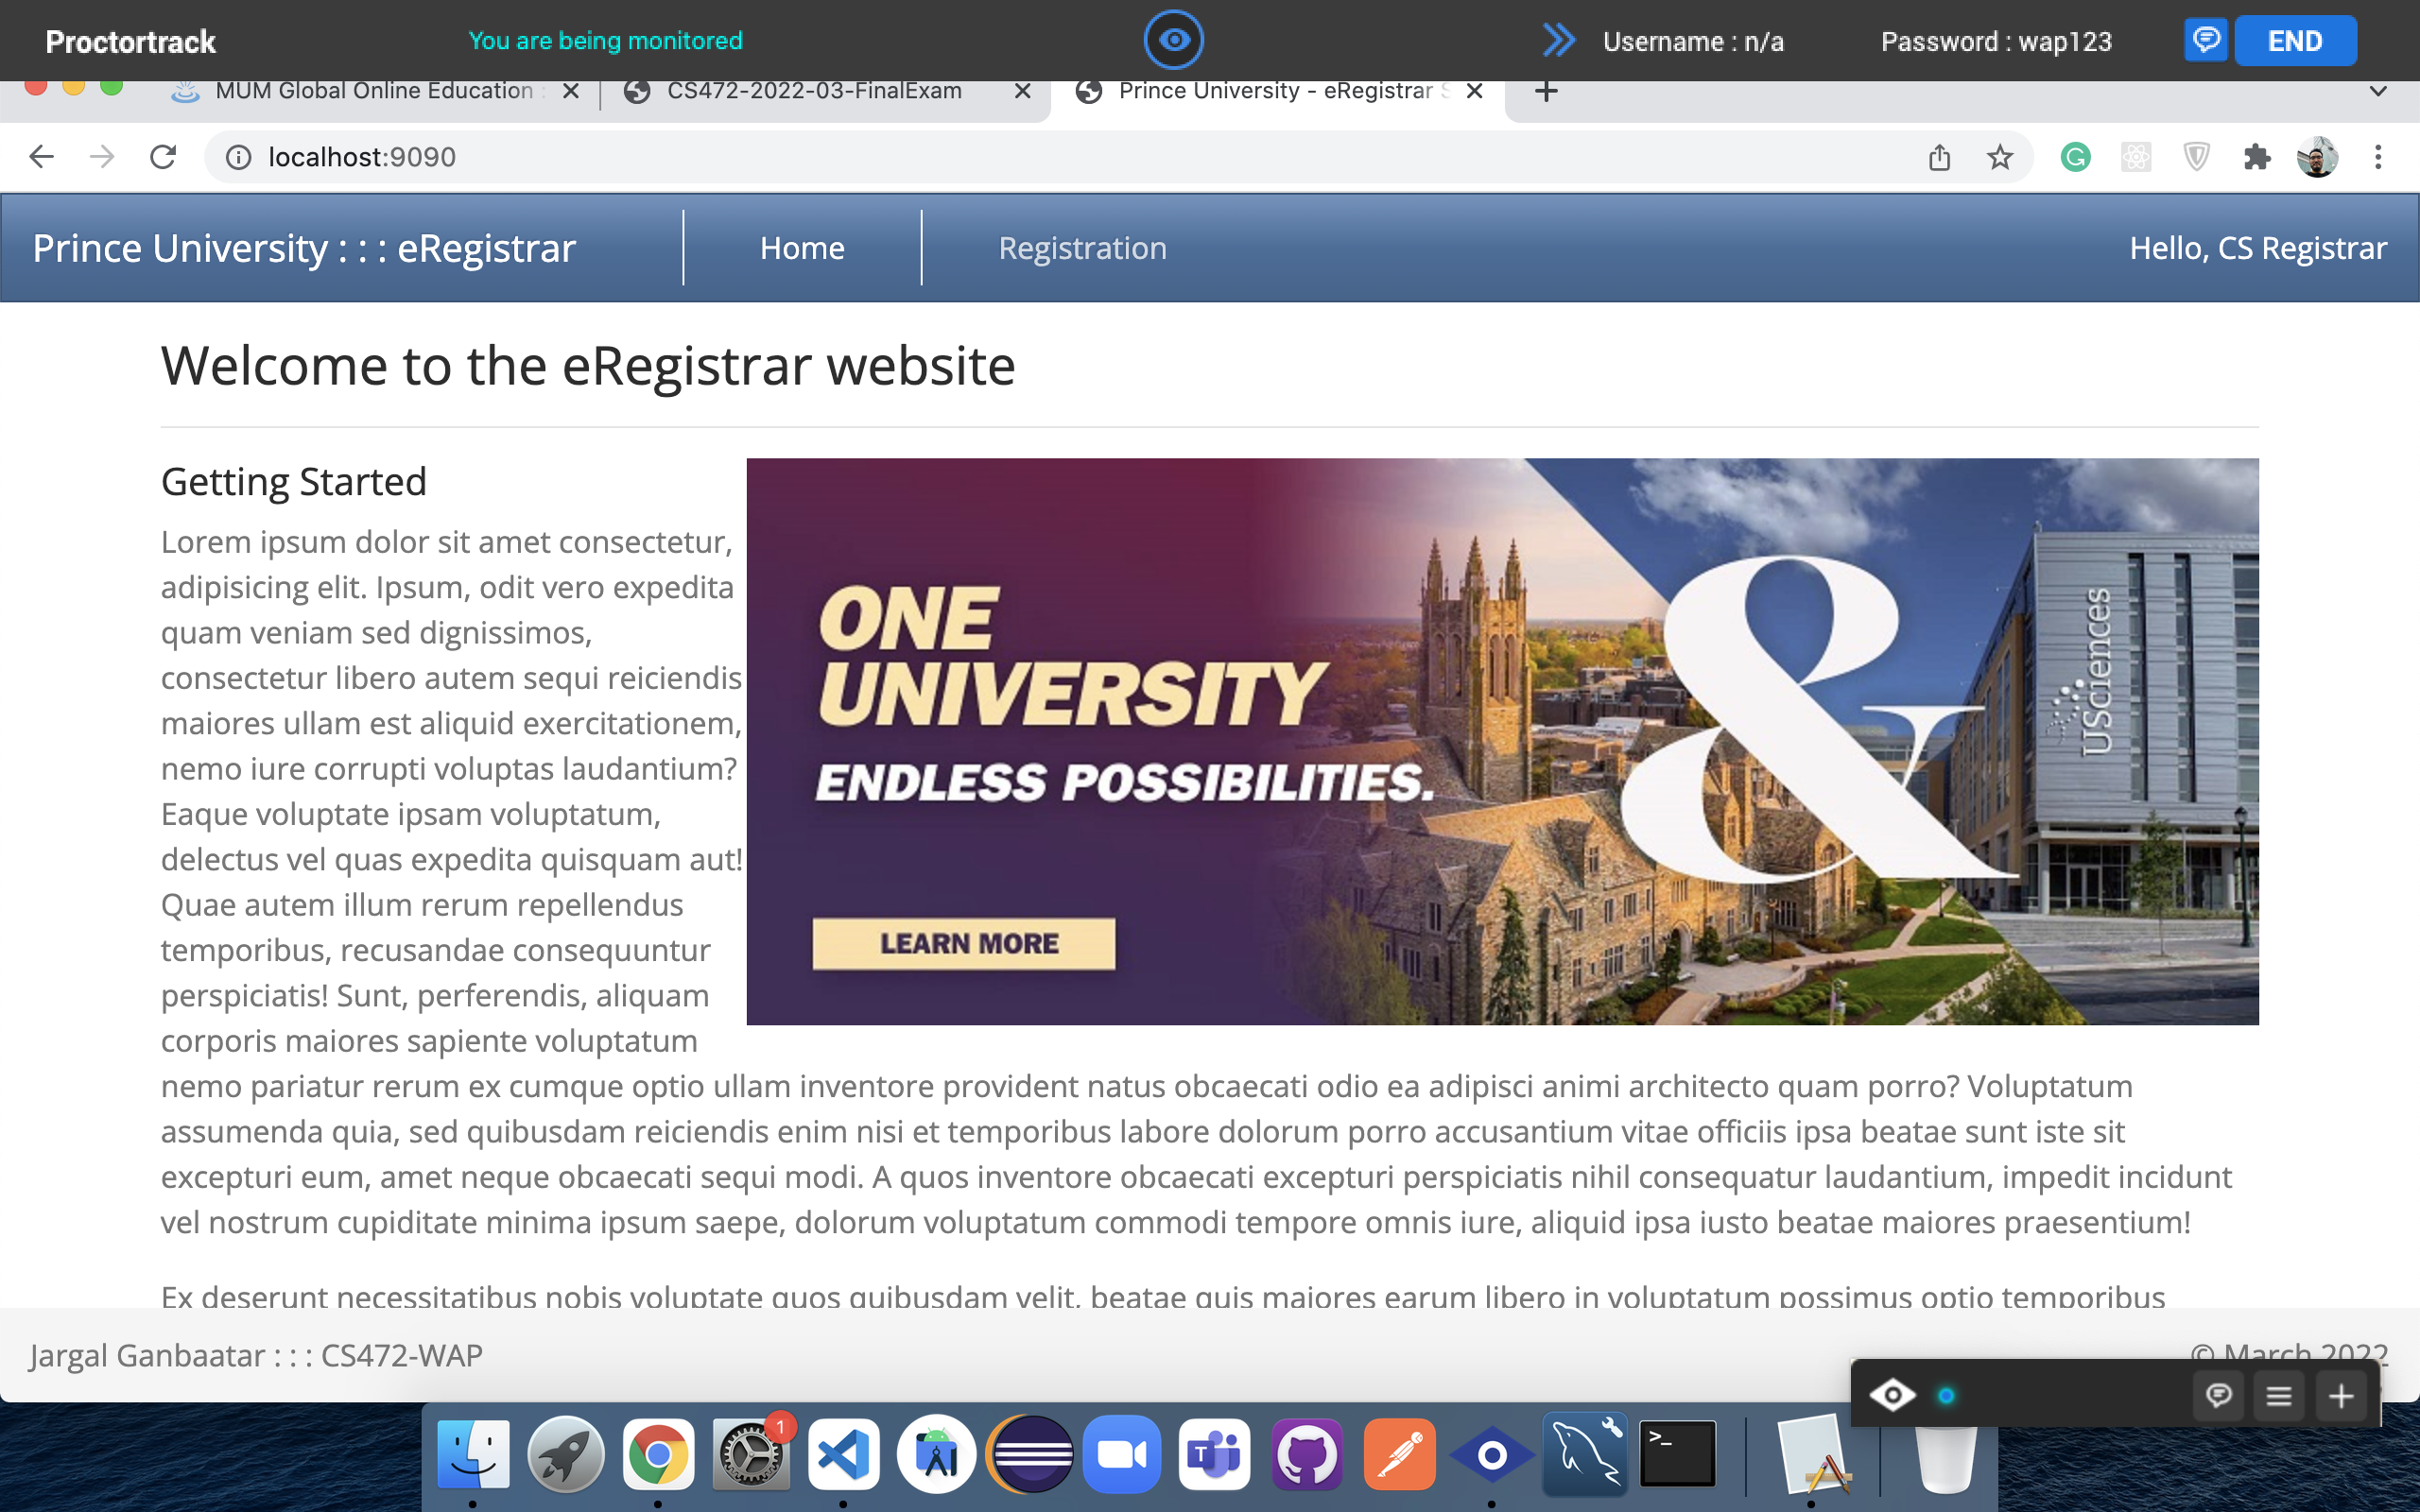 Proctortrack You are being monitored Username : n/a Password : wap123 END
MUM Global Online Education : CS472-2022-03-FinalExam Prince University - eRegistrar S
localhost:9090
Prince University : : : eRegistrar Home Registration Hello, CS Registrar
Welcome to the eRegistrar website
Getting Started
Lorem ipsum dolor sit amet consectetur,
adipisicing elit. Ipsum, odit vero expedita
quam veniam sed dignissimos,
consectetur libero autem sequi reiciendis
maiores ullam est aliquid exercitationem,
nemo iure corrupti voluptas laudantium?
Eaque voluptate ipsam voluptatum,
delectus vel quas expedita quisquam aut!
Quae autem illum rerum repellendus
temporibus, recusandae consequuntur
perspiciatis! Sunt, perferendis, aliquam
corporis maiores sapiente voluptatum
nemo pariatur rerum ex cumque optio ullam inventore provident natus obcaecati odio ea adipisci animi architecto quam porro? Voluptatum
assumenda quia, sed quibusdam reiciendis enim nisi et temporibus labore dolorum porro accusantium vitae officiis ipsa beatae sunt iste sit
excepturi eum, amet neque obcaecati sequi modi. A quos inventore obcaecati excepturi perspiciatis nihil consequatur laudantium, impedit incidunt
vel nostrum cupiditate minima ipsum saepe, dolorum voluptatum commodi tempore omnis iure, aliquid ipsa iusto beatae maiores praesentium!
Ex deserunt necessitatibus nobis voluptate quos quibusdam velit, beatae quis maiores earum libero in voluptatum possimus optio temporibus
ONE
UNIVERSITY
ENDLESS POSSIBILITIES.
LEARN MORE
&
USciences
Jargal Ganbaatar : : : CS472-WAP © March 2022
1
T
>_